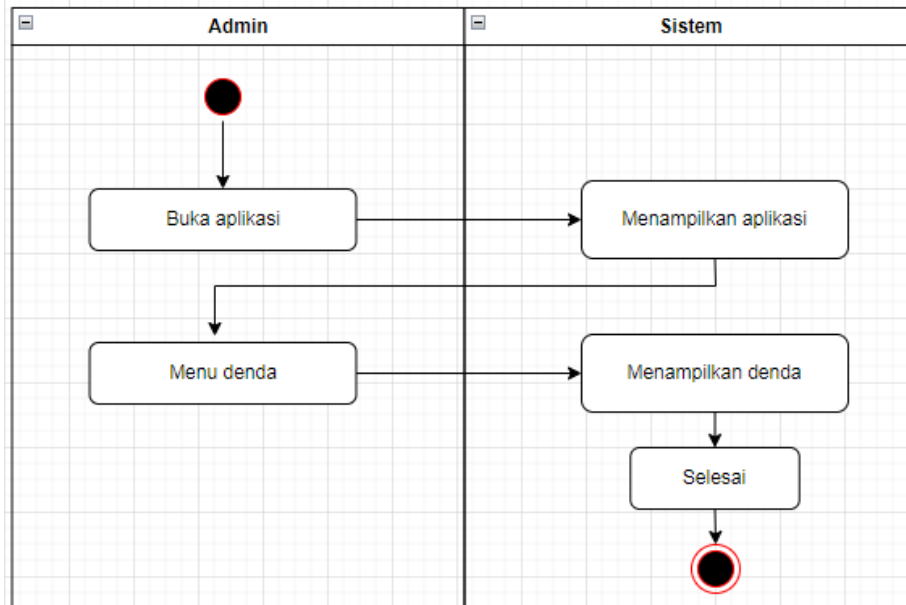 Admin
Sistem
Buka aplikasi
Menampilkan aplikasi
Menu denda
Menampilkan denda
Selesai